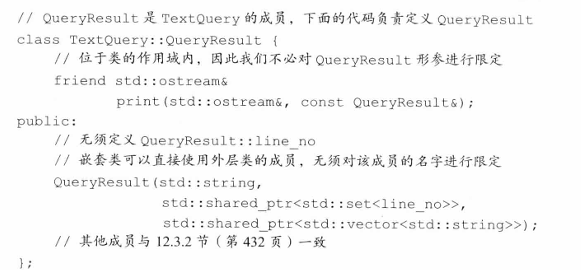 // QueryResult 是 TextQuery 的成员，下面的代码负责定义 QueryResult
class TextQuery::QueryResult {
    // 位于类的作用域内，因此我们不必对 QueryResult 形参进行限定
    friend std::ostream&
           print(std::ostream&, const QueryResult&);
public:
    // 无须定义 QueryResult::line_no
    // 嵌套类可以直接使用外层类的成员，无须对该成员的名字进行限定
    QueryResult(std::string,
                std::shared_ptr<std::set<line_no>>,
                std::shared_ptr<std::vector<std::string>>);
    // 其他成员与 12.3.2 节（第 432 页）一致
};